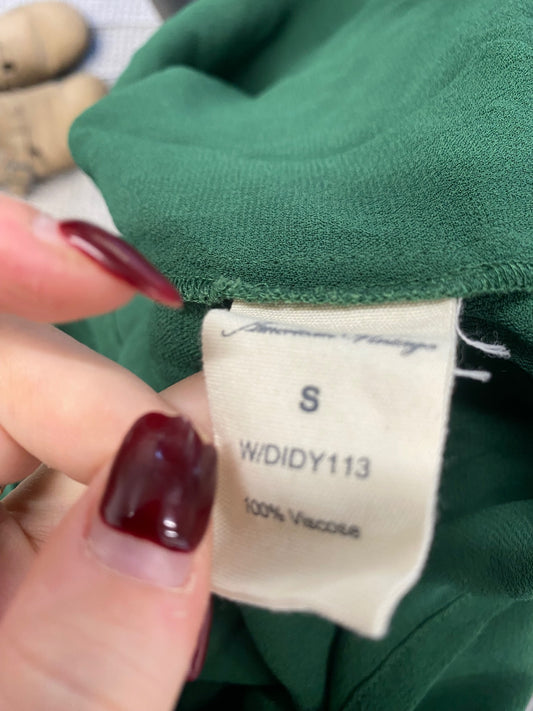 American Vintage
S
W/DIDY113
100% Viscose